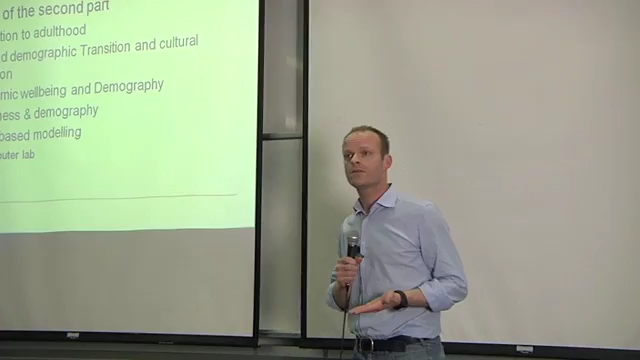 of the second part
tion to adulthood
d demographic Transition and cultural
on
mic wellbeing and Demography
ness & demography
based modelling
puter lab